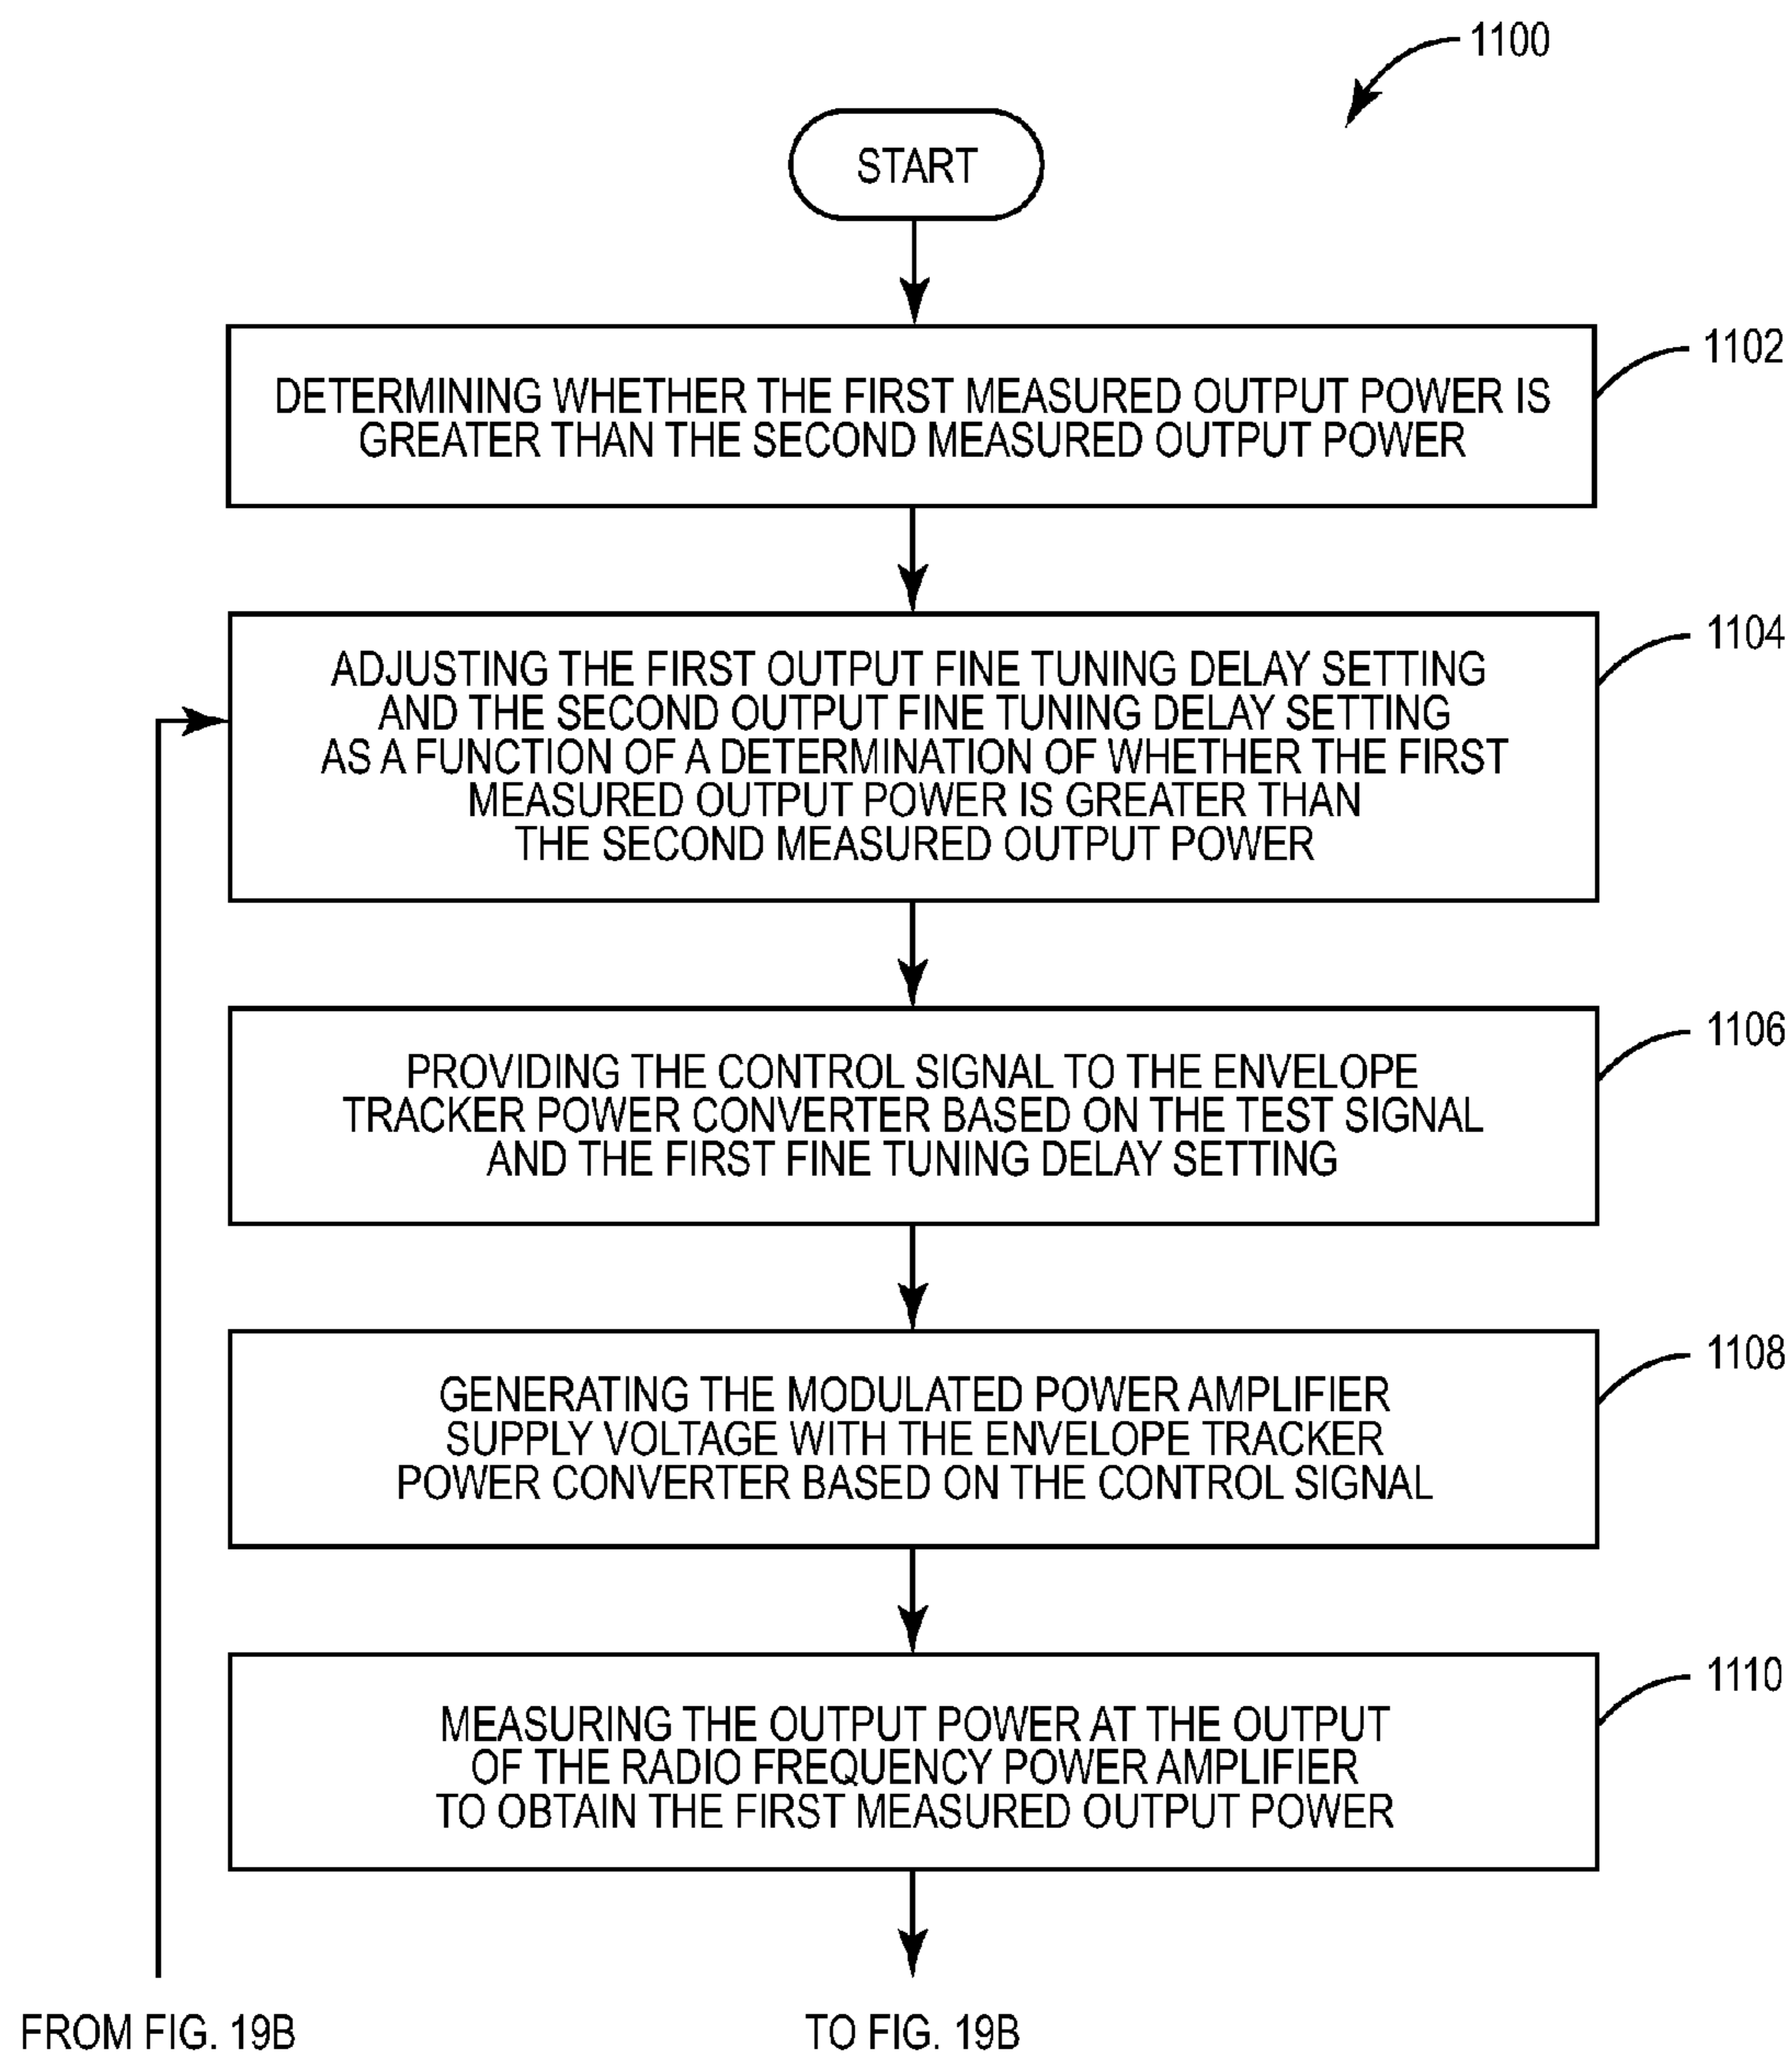 1100
START
1102
DETERMINING WHETHER THE FIRST MEASURED OUTPUT POWER IS
GREATER THAN THE SECOND MEASURED OUTPUT POWER
1104
ADJUSTING THE FIRST OUTPUT FINE TUNING DELAY SETTING
AND THE SECOND OUTPUT FINE TUNING DELAY SETTING
AS A FUNCTION OF A DETERMINATION OF WHETHER THE FIRST
MEASURED OUTPUT POWER IS GREATER THAN
THE SECOND MEASURED OUTPUT POWER
1106
PROVIDING THE CONTROL SIGNAL TO THE ENVELOPE
TRACKER POWER CONVERTER BASED ON THE TEST SIGNAL
AND THE FIRST FINE TUNING DELAY SETTING
1108
GENERATING THE MODULATED POWER AMPLIFIER
SUPPLY VOLTAGE WITH THE ENVELOPE TRACKER
POWER CONVERTER BASED ON THE CONTROL SIGNAL
1110
MEASURING THE OUTPUT POWER AT THE OUTPUT
OF THE RADIO FREQUENCY POWER AMPLIFIER
TO OBTAIN THE FIRST MEASURED OUTPUT POWER
FROM FIG. 19B
TO FIG. 19B